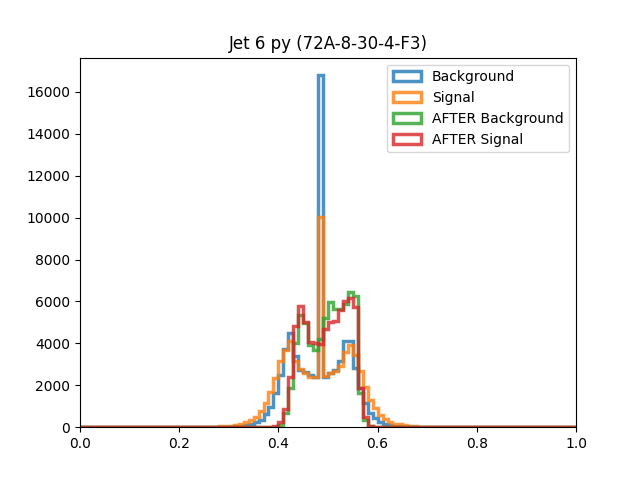 Jet 6 py (72A-8-30-4-F3)
Background
Signal
AFTER Background
AFTER Signal
16000
14000
12000
10000
8000
6000
4000
2000
0
0.0 0.2 0.4 0.6 0.8 1.0